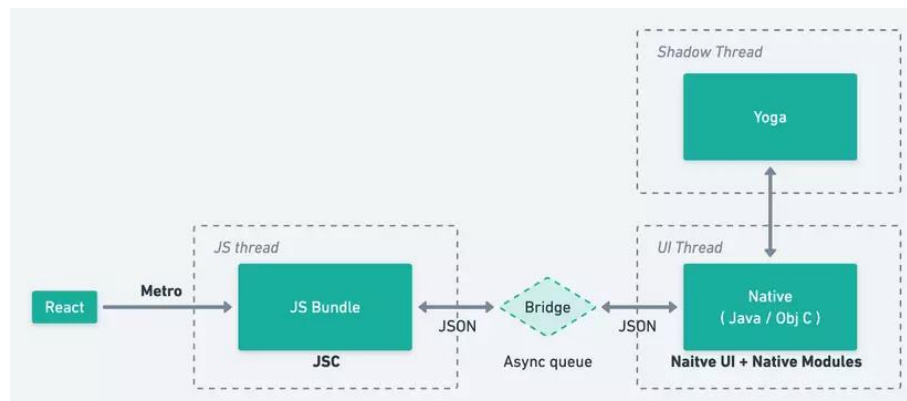 Shadow Thread
Yoga
JS thread
UI Thread
React
Metro
JS Bundle
JSON
Bridge
JSON
Native
( Java / Obj C )
JSC
Async queue
Naitve UI + Native Modules